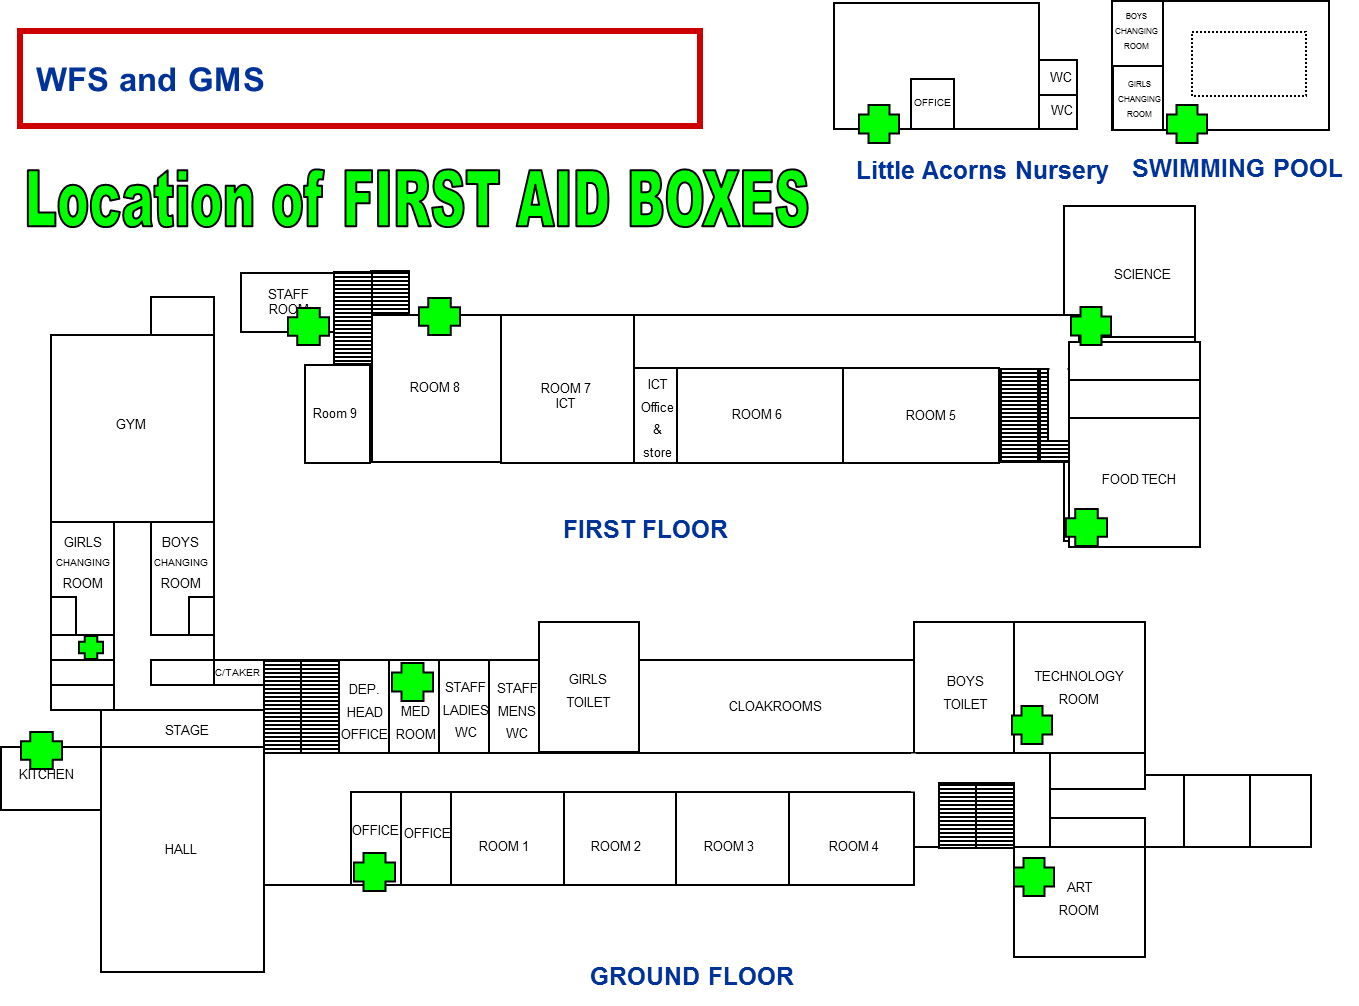 WFS and GMS
Location of FIRST AID BOXES
OFFICE
WC
WC
Little Acorns Nursery
BOYS
CHANGING
ROOM
GIRLS
CHANGING
ROOM
SWIMMING POOL
STAFF
ROOM
Room 9
ROOM 8
ROOM 7
ICT
ICT
Office
&
store
ROOM 6
ROOM 5
SCIENCE
FOOD TECH
FIRST FLOOR
GYM
GIRLS
CHANGING
ROOM
BOYS
CHANGING
ROOM
C/TAKER
DEP.
HEAD
OFFICE
MED
ROOM
STAFF
LADIES
WC
STAFF
MENS
WC
GIRLS
TOILET
CLOAKROOMS
BOYS
TOILET
TECHNOLOGY
ROOM
STAGE
KITCHEN
HALL
OFFICE
OFFICE
ROOM 1
ROOM 2
ROOM 3
ROOM 4
ART
ROOM
GROUND FLOOR